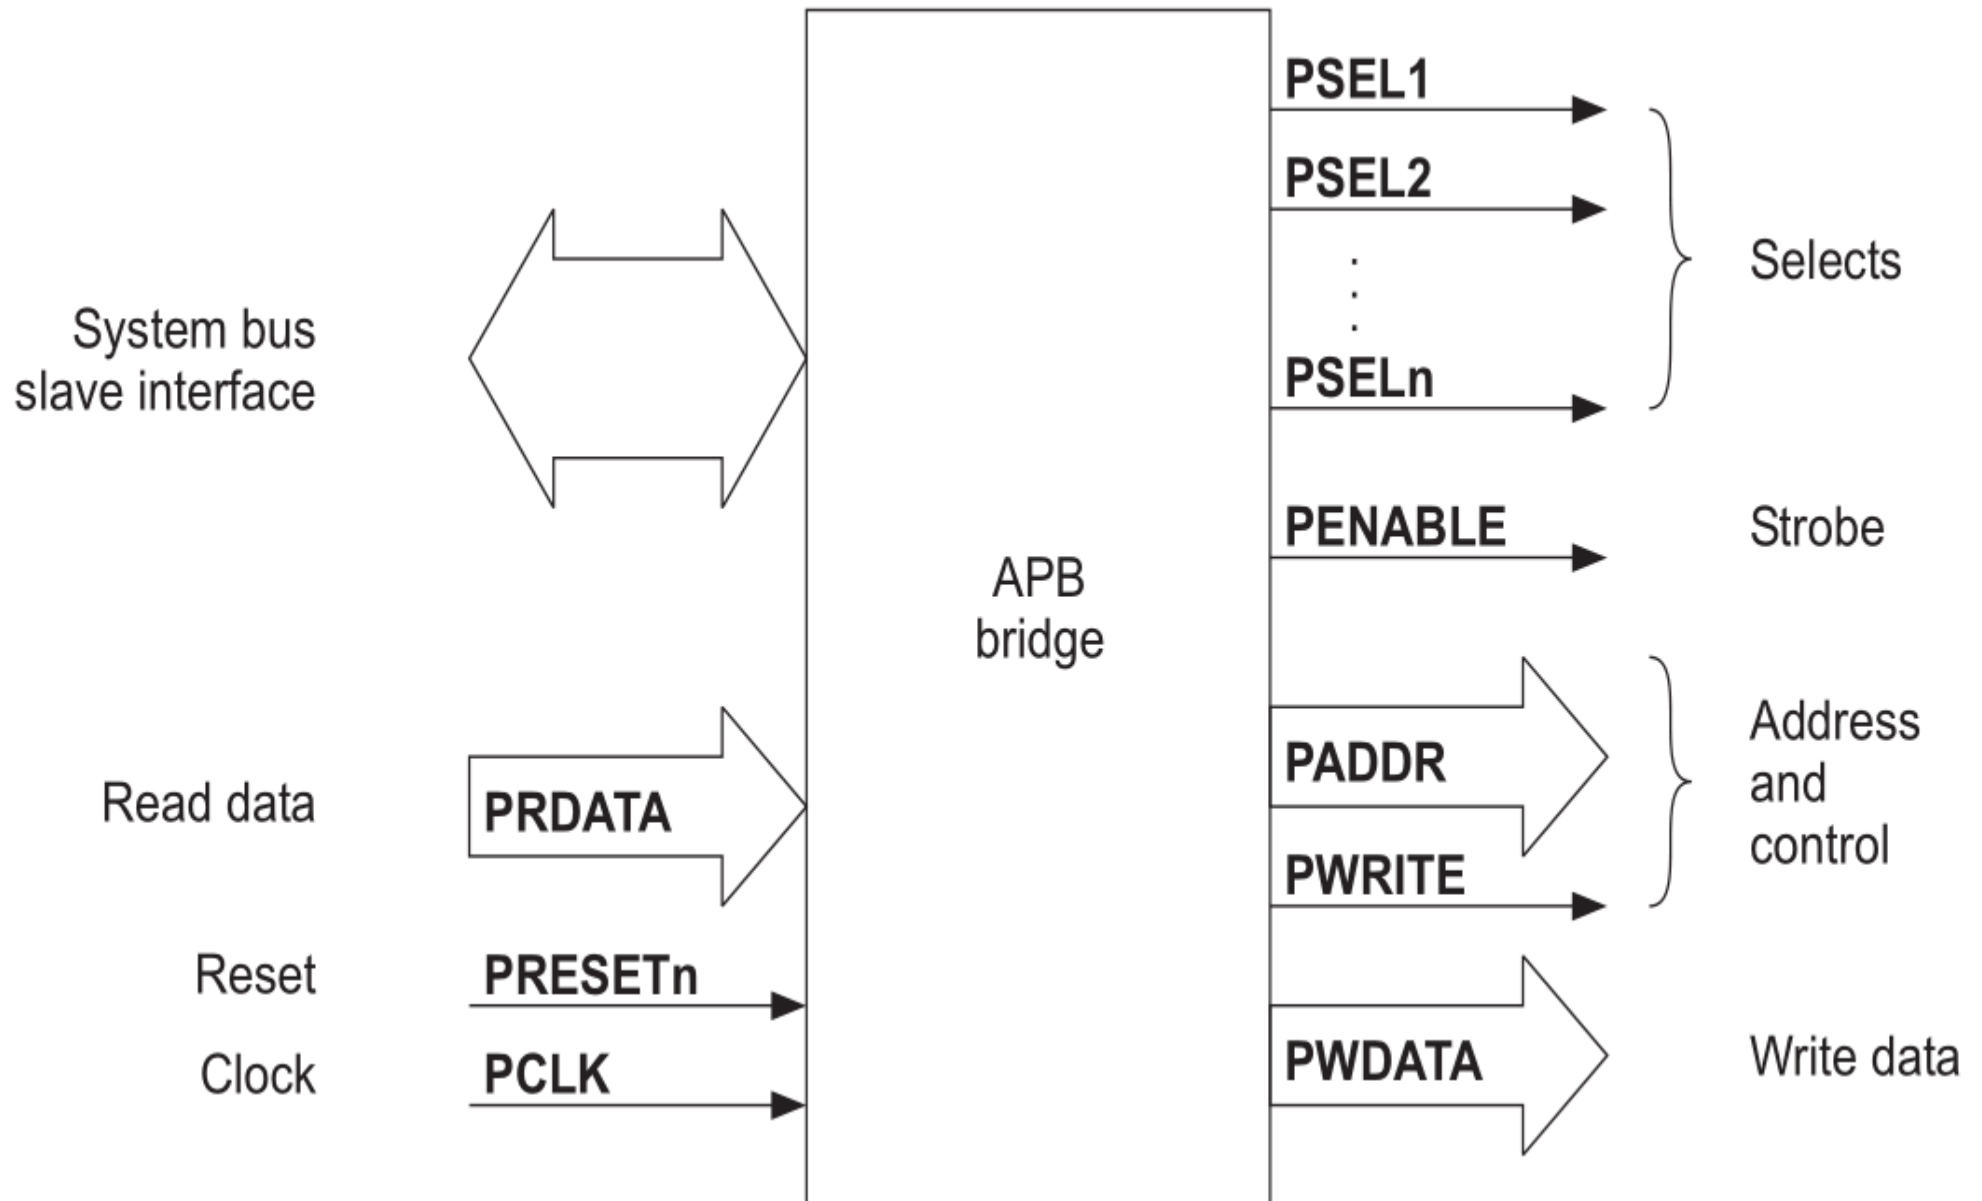 System bus
slave interface
Read data
PRDATA
Reset
PRESETn
Clock
PCLK
APB
bridge
PSEL1
PSEL2
PSELn
Selects
PENABLE
Strobe
PADDR
PWRITE
Address
and
control
PWDATA
Write data